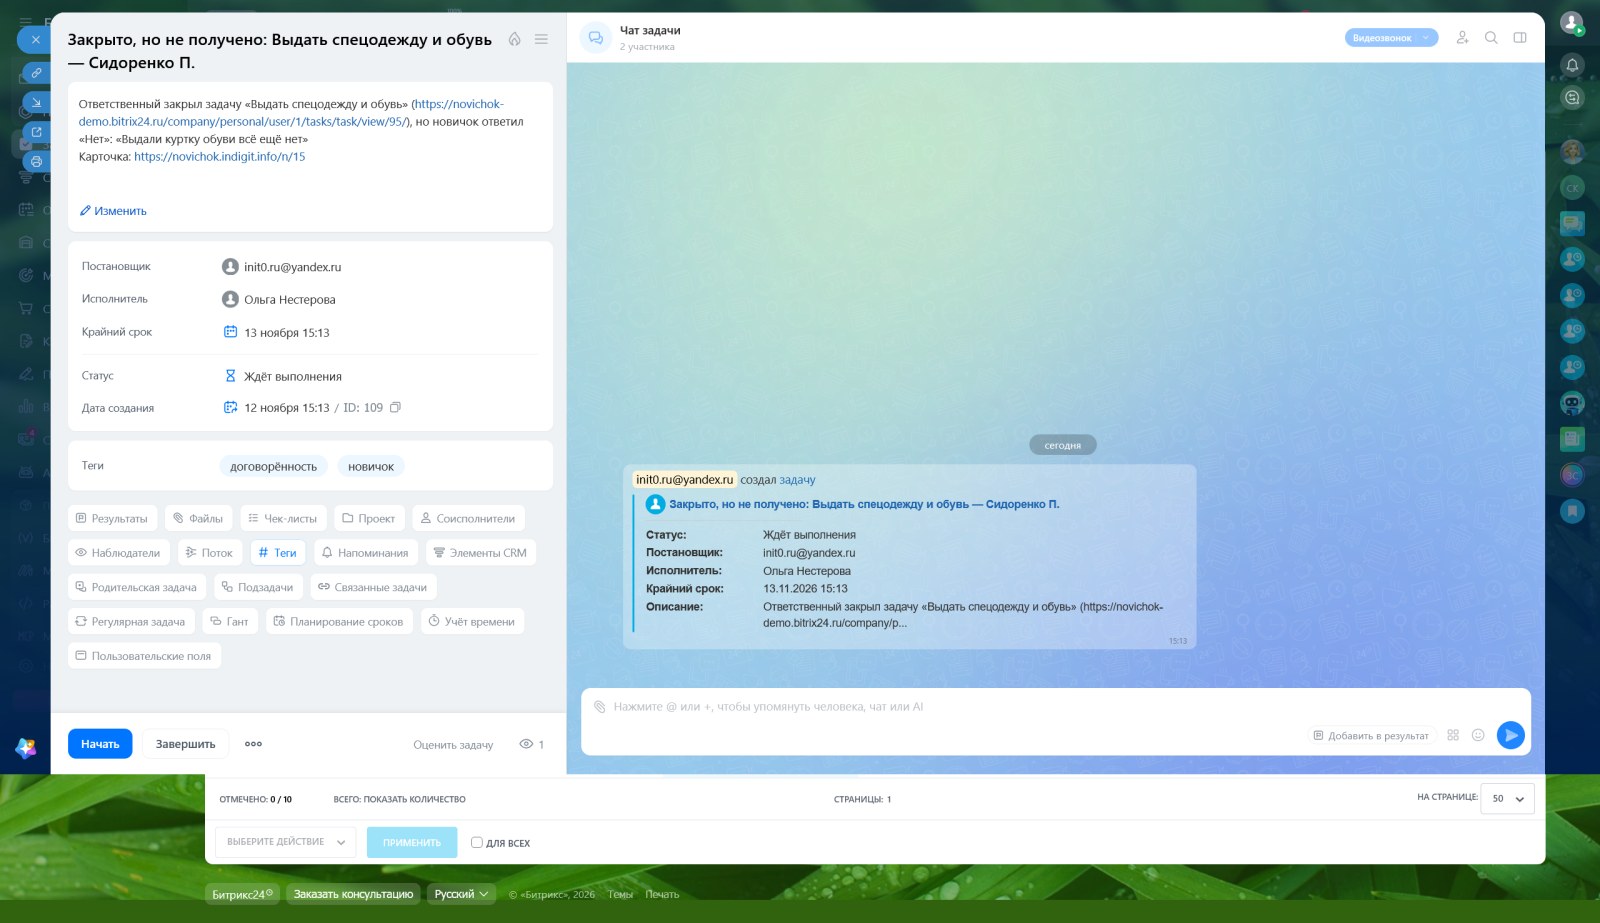 Закрыто, но не получено: Выдать спецодежду и обувь
— Сидоренко П.
Ответственный закрыл задачу «Выдать спецодежду и обувь» (https://novichok-
demo.bitrix24.ru/company/personal/user/1/tasks/task/view/95/), но новичок ответил
«Нет»: «Выдали куртку обуви всё ещё нет»
Карточка: https://novichok.indigit.info/n/15
Изменить
Постановщик init0.ru@yandex.ru
Исполнитель Ольга Нестерова
Крайний срок 13 ноября 15:13
Статус Ждёт выполнения
Дата создания 12 ноября 15:13 / ID: 109
Теги договорённость новичок
Результаты Файлы Чек-листы Проект Соисполнители
Наблюдатели Поток # Теги Напоминания Элементы CRM
Родительская задача Подзадачи Связанные задачи
Регулярная задача Гант Планирование сроков Учёт времени
Пользовательские поля
Начать Завершить Оценить задачу 1
Чат задачи
2 участника
Видеозвонок
сегодня
init0.ru@yandex.ru создал задачу
Закрыто, но не получено: Выдать спецодежду и обувь — Сидоренко П.
Статус: Ждёт выполнения
Постановщик: init0.ru@yandex.ru
Исполнитель: Ольга Нестерова
Крайний срок: 13.11.2026 15:13
Описание: Ответственный закрыл задачу «Выдать спецодежду и обувь» (https://novichok-
demo.bitrix24.ru/company/p...
15:13
Нажмите @ или +, чтобы упомянуть человека, чат или AI
Добавить в результат
СК
ОТМЕЧЕНО: 0 / 10 ВСЕГО: ПОКАЗАТЬ КОЛИЧЕСТВО СТРАНИЦЫ: 1 НА СТРАНИЦЕ: 50
ВЫБЕРИТЕ ДЕЙСТВИЕ ПРИМЕНИТЬ ДЛЯ ВСЕХ
Битрикс24 Заказать консультацию Русский © «Битрикс», 2026 Темы Печать